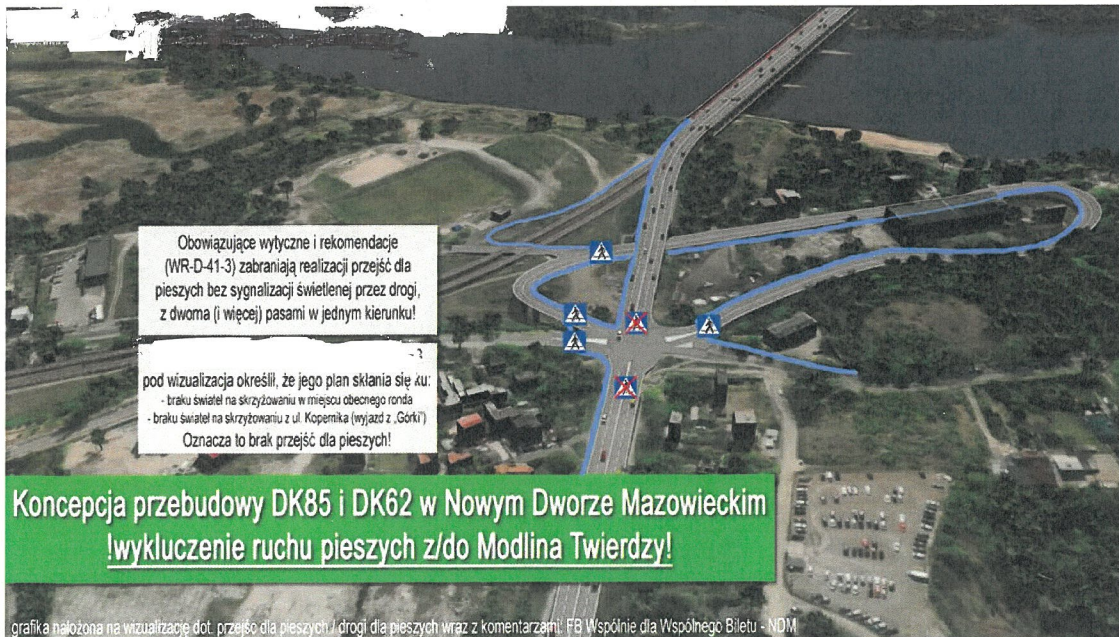 Obowiązujące wytyczne i rekomendacje
(WR-D-41-3) zabraniają realizacji przejść dla
pieszych bez sygnalizacji świetlenej przez drogi,
z dwoma (i więcej) pasami w jednym kierunku!
pod wizualizacja określił, że jego plan skłania się ku:
- braku świateł na skrzyżowaniu w miejscu obecnego ronda
- braku świateł na skrzyżowaniu z ul. Kopernika (wyjazd z „Górki")
Oznacza to brak przejść dla pieszych!
Koncepcja przebudowy DK85 i DK62 w Nowym Dworze Mazowieckim
!wykluczenie ruchu pieszych z/do Modlina Twierdzy!
grafika nałożona na wizualizację dot. przejść dla pieszych / drogi dla pieszych wraz z komentarzami: FB Wspólnie dla Wspólnego Biletu - NDM